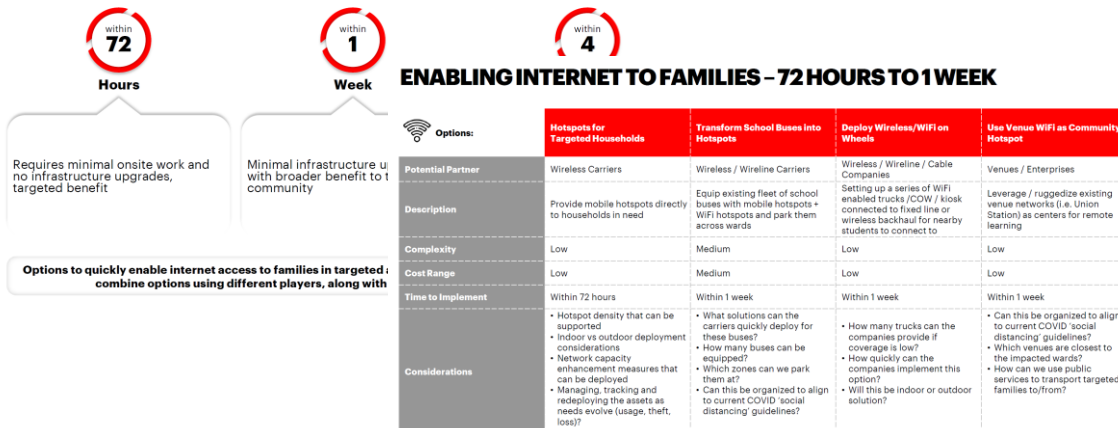 within
72
Hours
within
1
Week
within
4
Requires minimal onsite work and
no infrastructure upgrades,
targeted benefit
Minimal infrastructure
with broader benefit to
community
Options to quickly enable internet access to families in targeted
combine options using different players, along with
ENABLING INTERNET TO FAMILIES – 72 HOURS TO 1 WEEK
Options:
Hotspots for
Targeted Households
Transform School Buses into
Hotspots
Deploy Wireless/WiFi on
Wheels
Use Venue WiFi as Community
Hotspot
Potential Partner
Wireless Carriers
Wireless / Wireline Carriers
Wireless / Wireline / Cable
Companies
Venues / Enterprises
Description
Provide mobile hotspots directly
to households in need
Equip existing fleet of school
buses with mobile hotspots +
WiFi hotspots and park them
across wards
Setting up a series of WiFi
enabled trucks /COW / kiosk
connected to fixed line or
wireless backhaul for nearby
students to connect to
Leverage / ruggedize existing
venue networks (i.e. Union
Station) as centers for remote
learning
Complexity
Low
Medium
Low
Low
Cost Range
Low
Medium
Low
Low
Time to Implement
Within 72 hours
Within 1 week
Within 1 week
Within 1 week
Considerations
• Hotspot density that can be
supported
• Indoor vs outdoor deployment
considerations
• Network capacity
enhancement measures that
can be deployed
• Managing, tracking and
redeploying the assets as
needs evolve (usage, theft,
loss)?
• What solutions can the
carriers quickly deploy for
these buses?
• How many buses can be
equipped?
• Which zones can we park
them at?
• Can this be organized to align
to current COVID 'social
distancing' guidelines?
• How many trucks can the
companies provide if
coverage is low?
• How quickly can the
companies implement this
option?
• Will this be indoor or outdoor
solution?
• Can this be organized to align
to current COVID 'social
distancing' guidelines?
• Which venues are closest to
the impacted wards?
• How can we use public
services to transport targeted
families to/from?